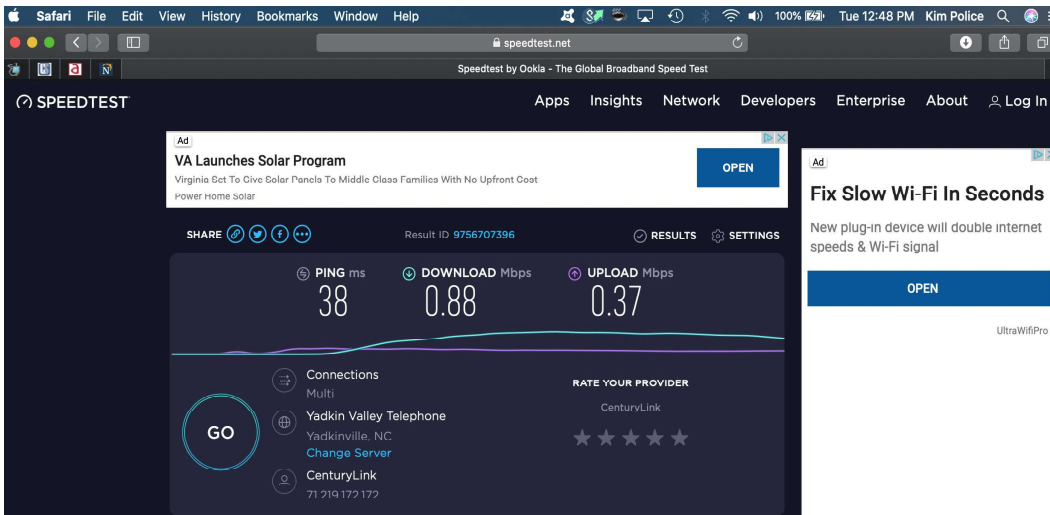 Safari File Edit View History Bookmarks Window Help 100% Tue 12:48 PM Kim Police
speedtest.net
Speedtest by Ookla - The Global Broadband Speed Test
SPEEDTEST Apps Insights Network Developers Enterprise About Log In
Ad
VA Launches Solar Program
Virginia Set To Give Solar Panels To Middle Class Families With No Upfront Cost
Power Home Solar
OPEN
Ad
Fix Slow Wi-Fi In Seconds
New plug-in device will double internet
speeds & Wi-Fi signal
OPEN
UltraWifiPro
SHARE Result ID 9756707396 RESULTS SETTINGS
PING ms DOWNLOAD Mbps UPLOAD Mbps
38 0.88 0.37
GO
Connections
Multi
Yadkin Valley Telephone
Yadkinville, NC
Change Server
CenturyLink
71.219.172.172
RATE YOUR PROVIDER
CenturyLink